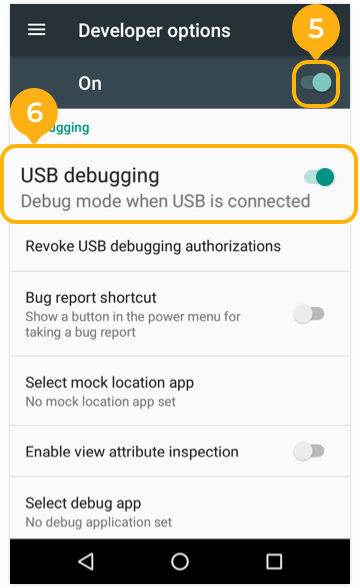 Developer options
5
On
6
ugging
USB debugging
Debug mode when USB is connected
Revoke USB debugging authorizations
Bug report shortcut
Show a button in the power menu for
taking a bug report
Select mock location app
No mock location app set
Enable view attribute inspection
Select debug app
No debug application set